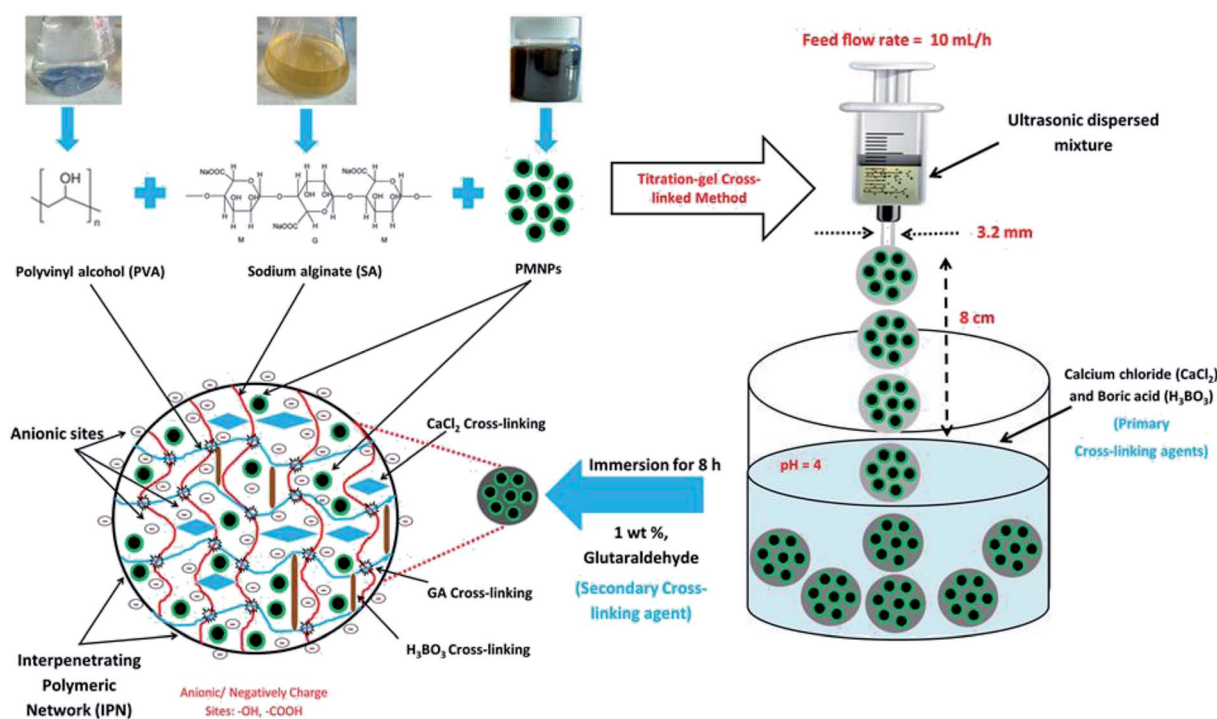 Feed flow rate = 10 mL/h
Ultrasonic dispersed
mixture
OH
n
NaOOC
H
OH
H
O
NaOOC
M
G
M
Titration-gel Cross-
linked Method
3.2 mm
Polyvinyl alcohol (PVA)
Sodium alginate (SA)
PMNPs
8 cm
Calcium chloride (CaCl₂)
and Boric acid (H₃BO₃)
(Primary
Cross-linking agents)
pH = 4
Anionic sites
CaCl₂ Cross-linking
Immersion for 8 h
1 wt %,
Glutaraldehyde
(Secondary Cross-
linking agent)
GA Cross-linking
H₃BO₃ Cross-linking
Interpenetrating
Polymeric
Network (IPN)
Anionic/ Negatively Charge
Sites: -OH, -COOH